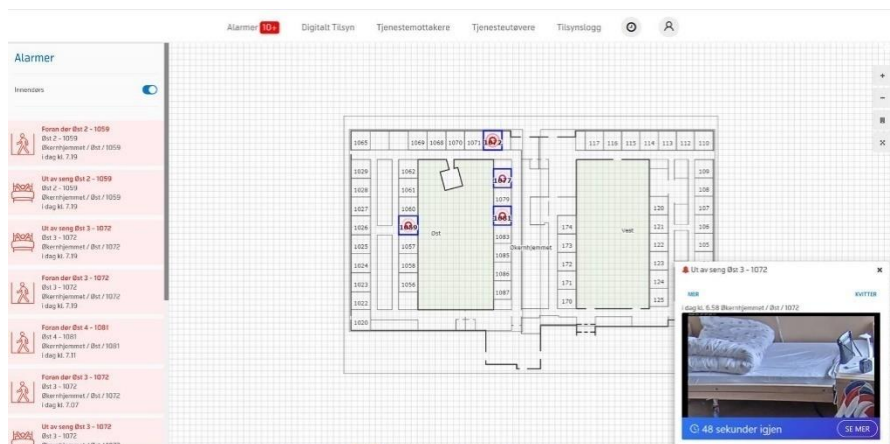 Alarmer 10+ Digitalt Tilsyn Tjenestemottakere Tjenesteutøvere Tilsynslogg
Alarmer
Innendørs
Foran dør Øst 2 - 1059
Øst 2 - 1059
Økernhjemmet / Øst / 1059
i dag kl. 7.19
Ut av seng Øst 2 - 1059
Øst 2 - 1059
Økernhjemmet / Øst / 1059
i dag kl. 7.19
Ut av seng Øst 3 - 1072
Øst 3 - 1072
Økernhjemmet / Øst / 1072
i dag kl. 7.19
Foran dør Øst 3 - 1072
Øst 3 - 1072
Økernhjemmet / Øst / 1072
i dag kl. 7.19
Foran dør Øst 4 - 1081
Øst 4 - 1081
Økernhjemmet / Øst / 1081
i dag kl. 7.11
Foran dør Øst 3 - 1072
Øst 3 - 1072
Økernhjemmet / Øst / 1072
i dag kl. 7.07
Ut av seng Øst 3 - 1072
Øst 3 - 1072
1065 1069 1068 1070 1071 1072 117 116 115 114 113 112 110
1029 1062 1077 109
1028 1061 108
1027 1060 1079 120 107
1026 1059 1081 174 121 106
Øst Vest
1025 1057 1083 Økernhjemmet 173 122 105
1085
1024 1058 172 123
1023 1056 1086 171 124
1022 1087 170 125
1020
Ut av seng Øst 3 - 1072
MER KVITTER
i dag kl. 6.58 Økernhjemmet / Øst / 1072
48 sekunder igjen SE MER